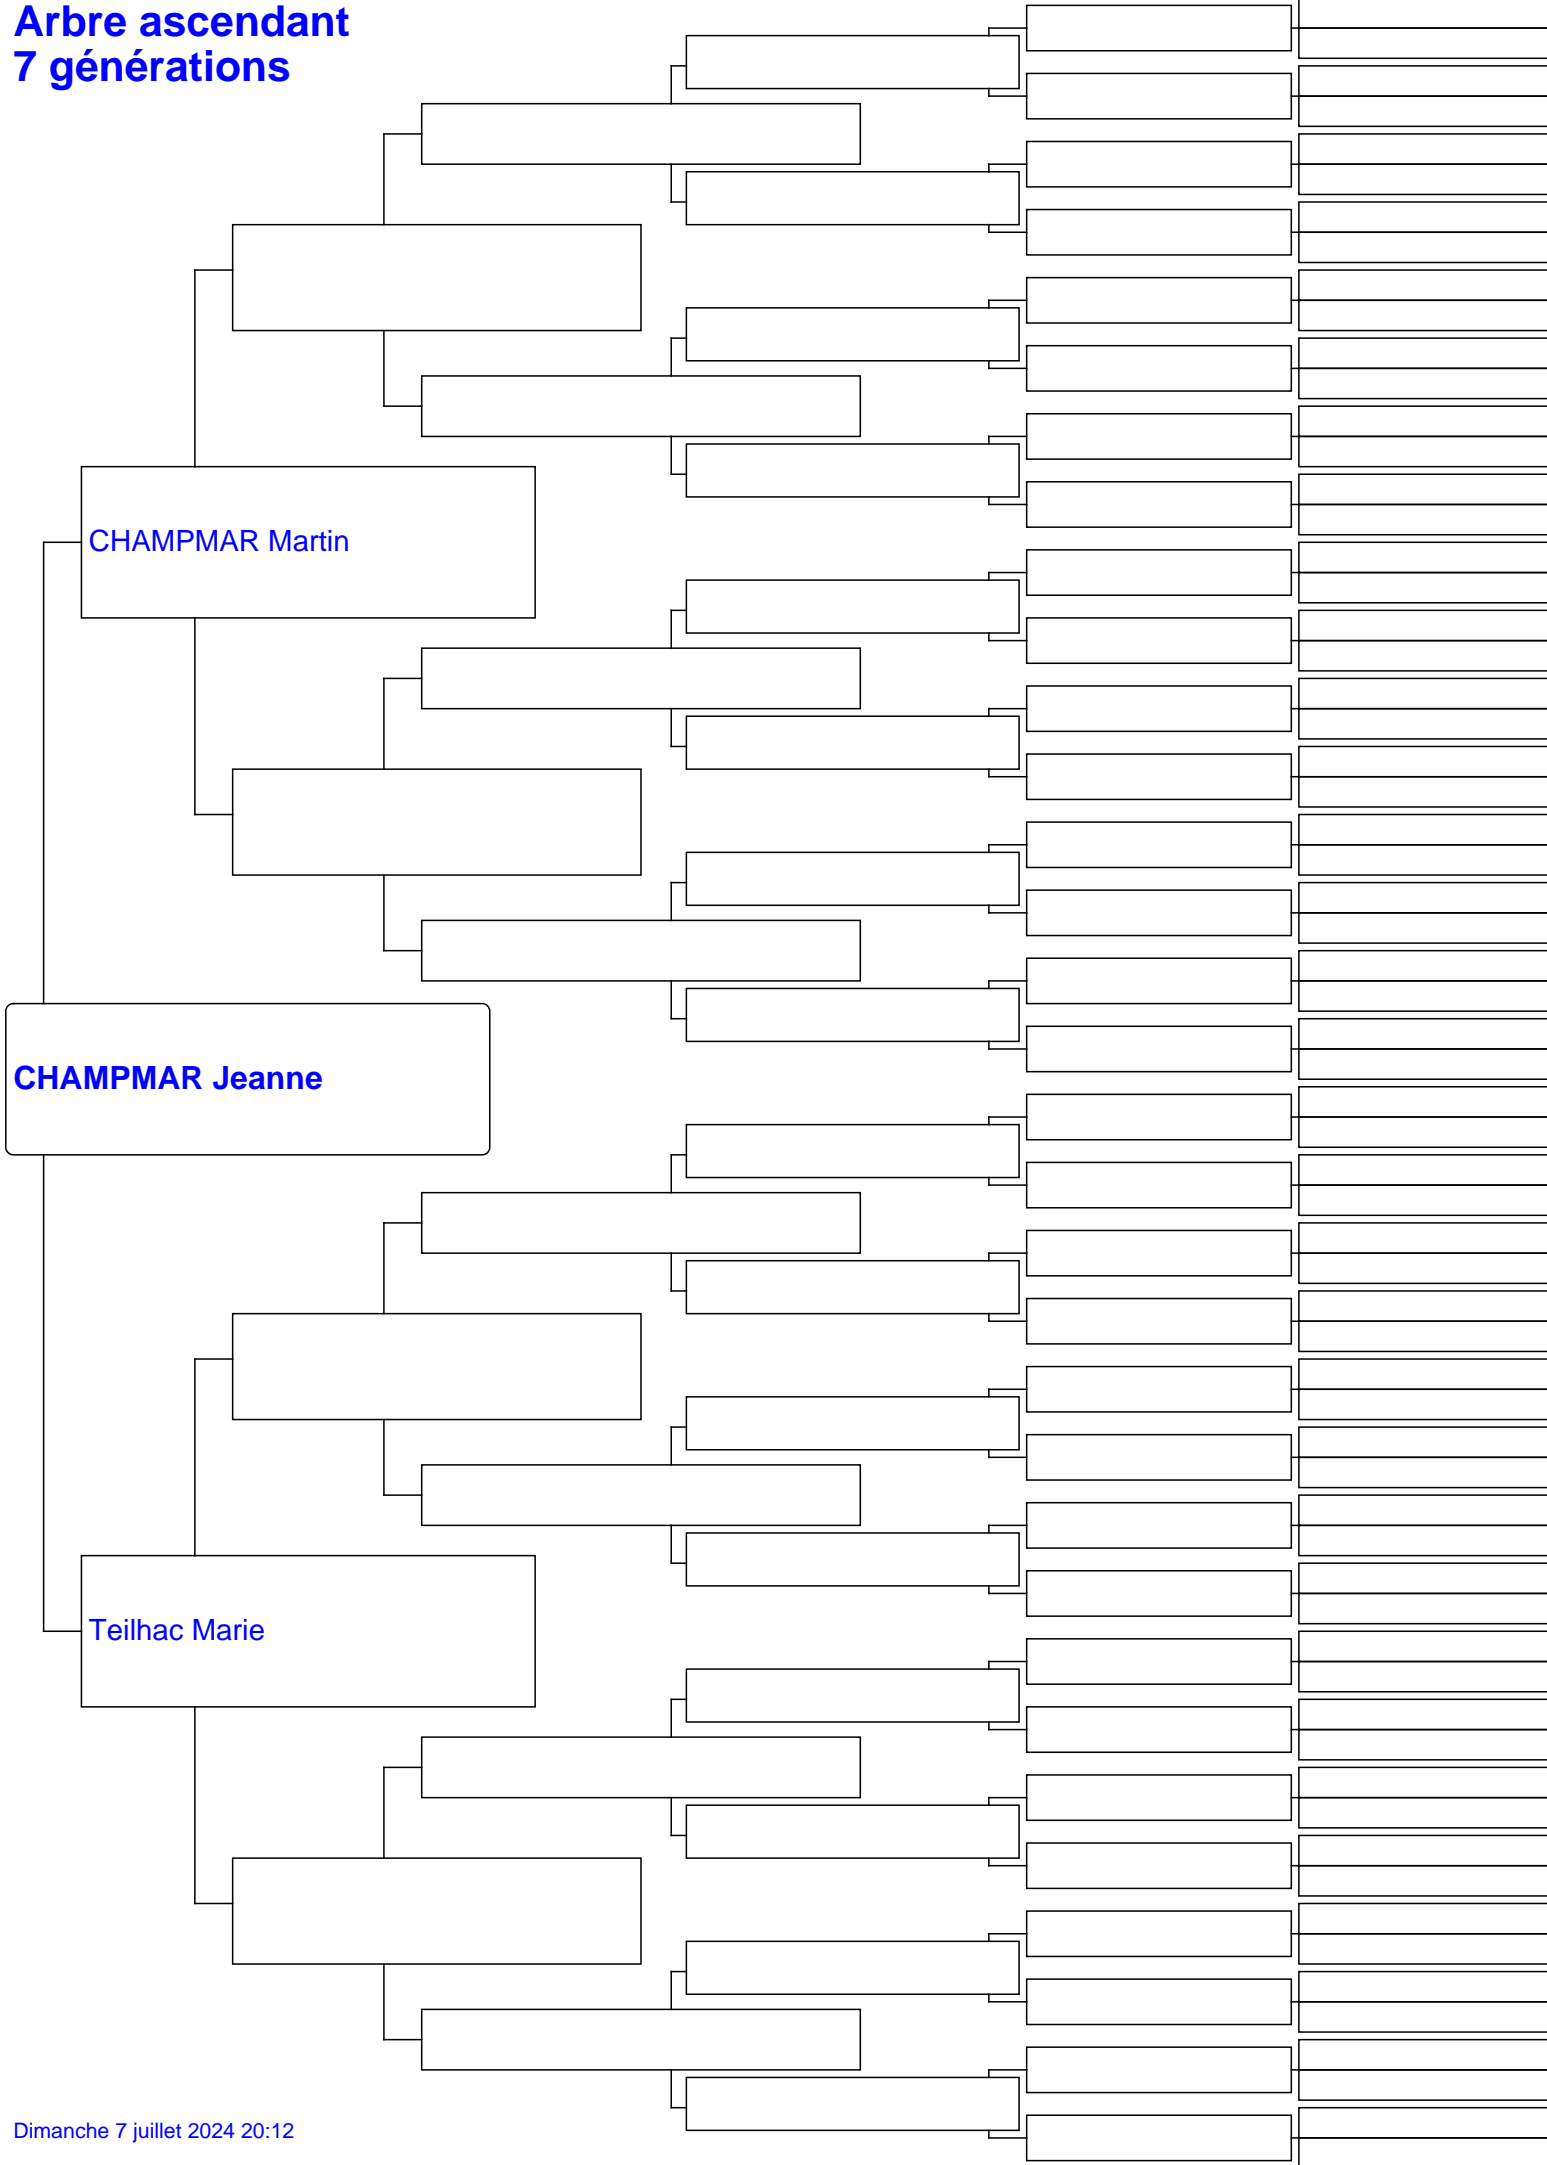 Arbre ascendant
7 générations
CHAMPMAR Martin
CHAMPMAR Jeanne
Teilhac Marie
Dimanche 7 juillet 2024 20:12